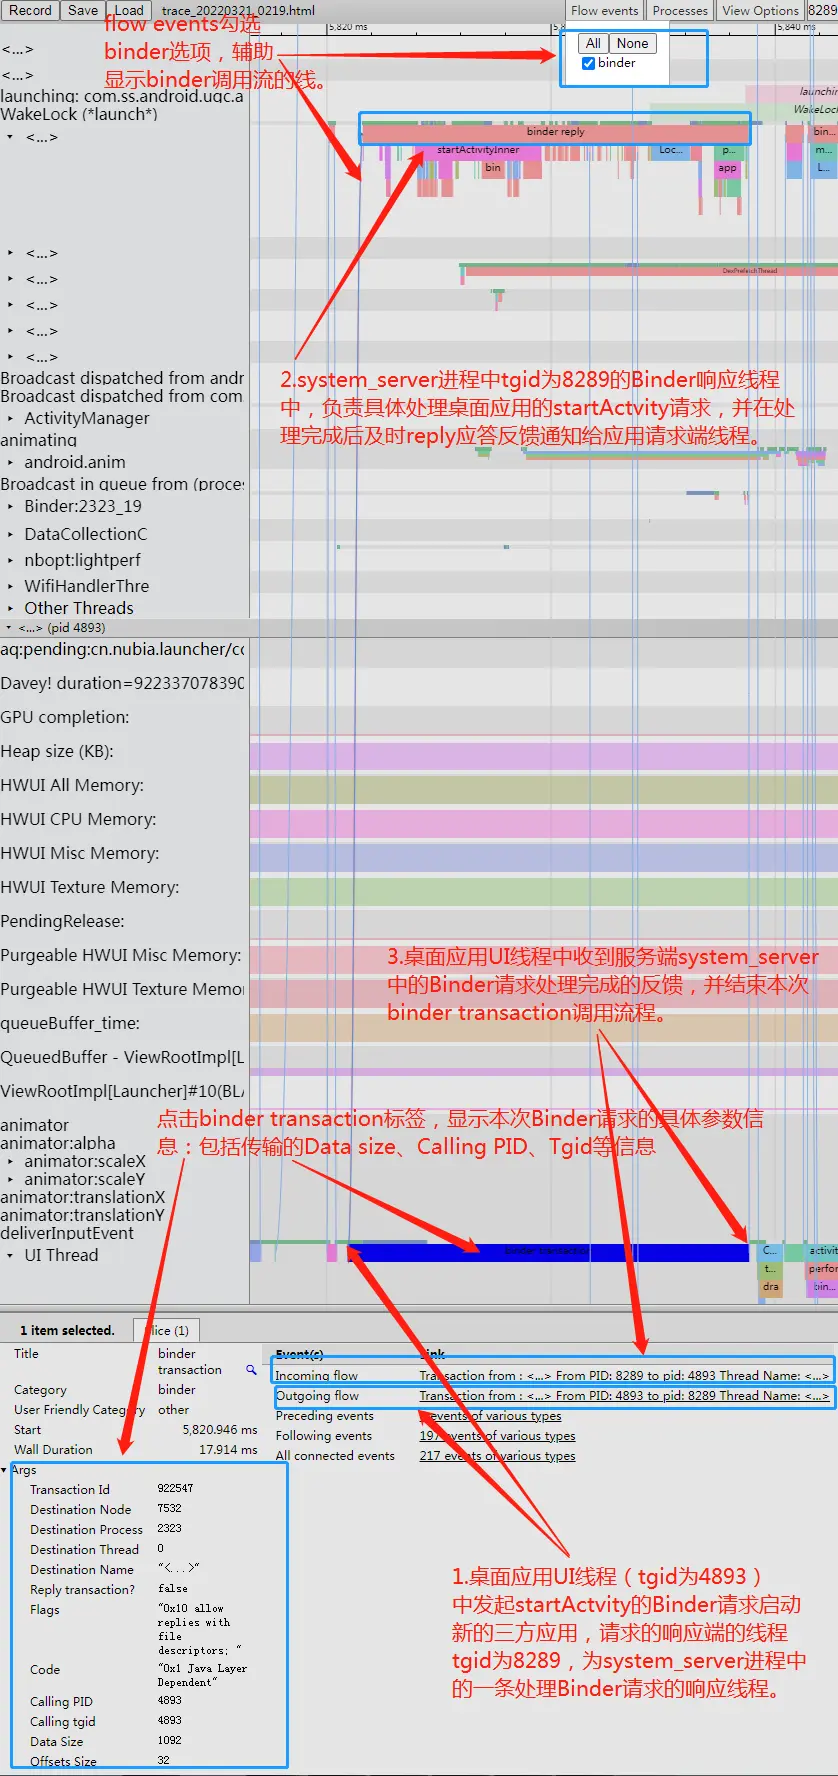 Record Save Load trace_20220321_0219.html Flow events Processes View Options 8289
flow events勾选
binder选项，辅助
显示binder调用流的线。
5,820 ms
5,840 ms
All None
binder
<...>
<...>
launching: com.ss.android.ugc.a
WakeLock (*launch*)
<...>
launchin
WakeLoc
binder reply
bin...
startActivityInner
Loc...
p...
m...
bin
app
L...
<...>
<...>
DexPrefetchThread
<...>
<...>
<...>
2.system_server进程中tgid为8289的Binder响应线程
中，负责具体处理桌面应用的startActvity请求，并在处
理完成后及时reply应答反馈通知给应用请求端线程。
Broadcast dispatched from andr
Broadcast dispatched from com
ActivityManager
animating
android.anim
Broadcast in queue from (proces
Binder:2323_19
DataCollectionC
nbopt:lightperf
WifiHandlerThre
Other Threads
<...> (pid 4893)
aq:pending:cn.nubia.launcher/cc
Davey! duration=922337078390
GPU completion:
Heap size (KB):
HWUI All Memory:
HWUI CPU Memory:
HWUI Misc Memory:
HWUI Texture Memory:
PendingRelease:
Purgeable HWUI Misc Memory:
Purgeable HWUI Texture Memor
queueBuffer_time:
QueuedBuffer - ViewRootImpl[L
ViewRootImpl[Launcher]#10(BLA
3.桌面应用UI线程中收到服务端system_server
中的Binder请求处理完成的反馈，并结束本次
binder transaction调用流程。
点击binder transaction标签，显示本次Binder请求的具体参数信
息；包括传输的Data size、Calling PID、Tgid等信息
animator
animator:alpha
animator:scaleX
animator:scaleY
animator:translationX
animator:translationY
deliverInputEvent
UI Thread
binder transaction
C...
activit
t...
perfor
dra
bin...
1 item selected.
Slice (1)
Title binder
transaction
Category binder
User Friendly Category other
Start 5,820.946 ms
Wall Duration 17.914 ms
Args
Transaction Id 922547
Destination Node 7532
Destination Process 2323
Destination Thread 0
Destination Name "<...>"
Reply transaction? false
Flags "0x10 allow
replies with
file
descriptors; "
Code "0x1 Java Layer
Dependent"
Calling PID 4893
Calling tgid 4893
Data Size 1092
Offsets Size 32
Event(s) Link
Incoming flow Transaction from : <...> From PID: 8289 to pid: 4893 Thread Name: <...>
Outgoing flow Transaction from : <...> From PID: 4893 to pid: 8289 Thread Name: <...>
Preceding events events of various types
Following events 197 events of various types
All connected events 217 events of various types
1.桌面应用UI线程（tgid为4893）
中发起startActvity的Binder请求启动
新的三方应用，请求的响应端的线程
tgid为8289，为system_server进程中
的一条处理Binder请求的响应线程。